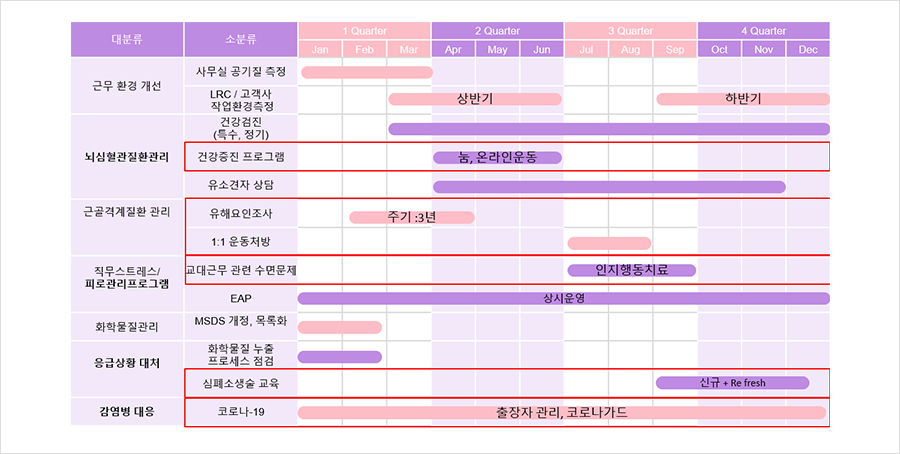 대분류 소분류 1 Quarter 2 Quarter 3 Quarter 4 Quarter
Jan Feb Mar Apr May Jun Jul Aug Sep Oct Nov Dec
근무 환경 개선
사무실 공기질 측정
LRC / 고객사
작업환경측정
상반기 하반기
뇌심혈관질환관리
건강검진
(특수, 정기)
건강증진 프로그램 눔, 온라인운동
유소견자 상담
근골격계질환 관리
유해요인조사 주기 :3년
1:1 운동처방
직무스트레스/
피로관리프로그램
교대근무 관련 수면문제 인지행동치료
EAP 상시운영
화학물질관리 MSDS 개정, 목록화
응급상황 대처
화학물질 누출
프로세스 점검
심폐소생술 교육 신규 + Re fresh
감염병 대응 코로나-19 출장자 관리, 코로나가드